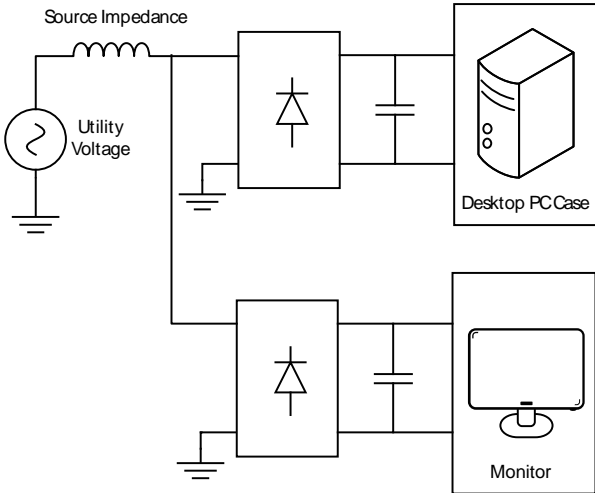 Source Impedance
Utility
Voltage
Desktop PC Case
Monitor